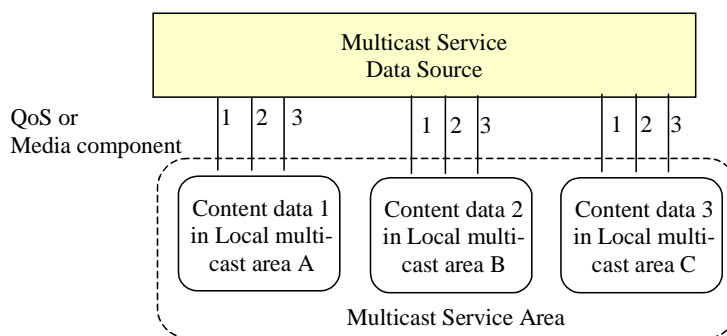 Multicast Service
Data Source
QoS or
Media component
1 2 3
1 2 3
1 2 3
Content data 1
in Local multi-
cast area A
Content data 2
in Local multi-
cast area B
Content data 3
in Local multi-
cast area C
Multicast Service Area